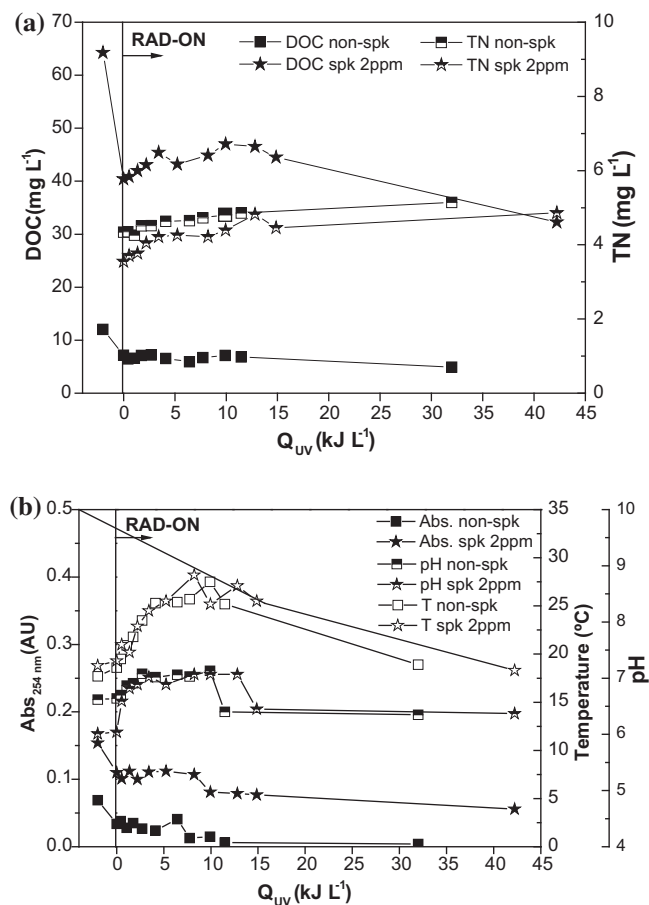 (a)
70
60
50
40
30
20
10
0
DOC(mg L-1)
RAD-ON
DOC non-spk
DOC spk 2ppm
TN non-spk
TN spk 2ppm
10
8
6
4
2
0
TN (mg L-1)
0 5 10 15 20 25 30 35 40 45
QUV (kJ L-1)
(b)
0.5
0.4
0.3
0.2
0.1
0.0
Abs254 nm (AU)
RAD-ON
Abs. non-spk
Abs. spk 2ppm
pH non-spk
pH spk 2ppm
T non-spk
T spk 2ppm
35
30
25
20
15
10
5
0
Temperature (ºC)
10
9
8
7
6
5
4
pH
0 5 10 15 20 25 30 35 40 45
QUV (kJ L-1)